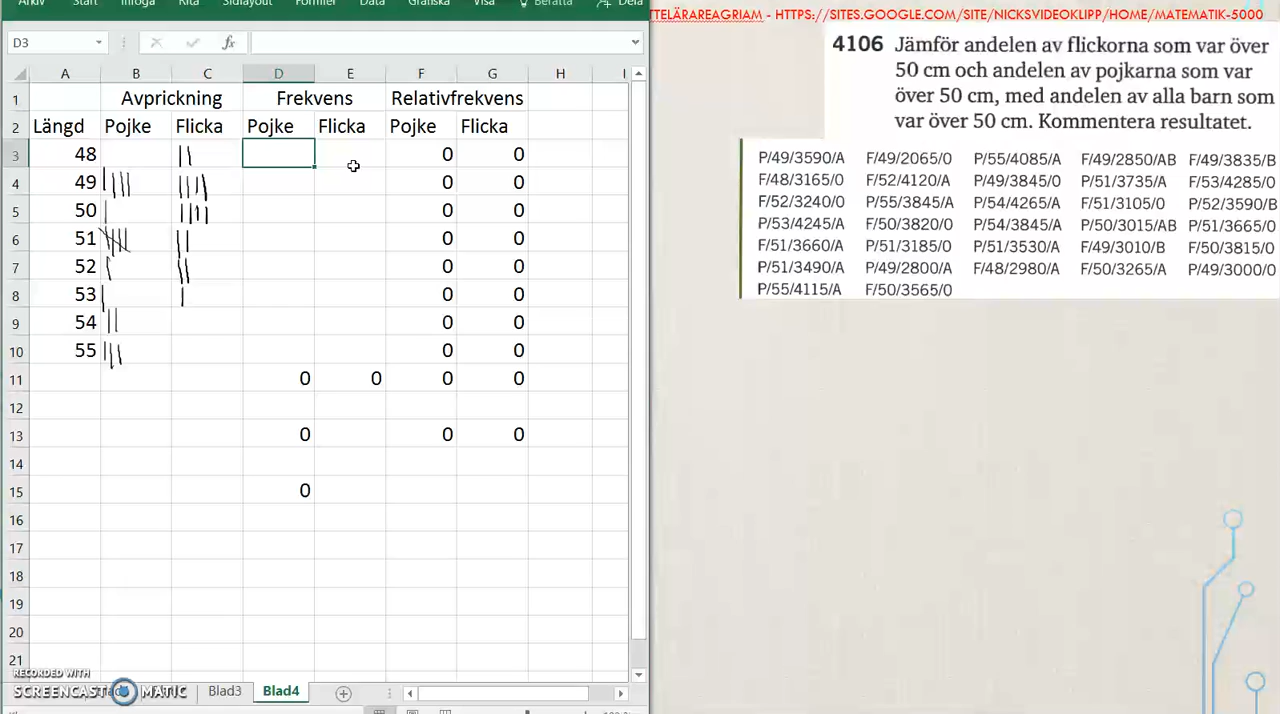 Arkiv Start Infoga Rita Sidlayout Formler Data Granska Visa Berätta Dela
TTELÄRAREAGRIAM - HTTPS://SITES.GOOGLE.COM/SITE/NICKSVIDEOKLIPP/HOME/MATEMATIK-5000
D3 fx
A B C D E F G H I
1 Avprickning Frekvens Relativfrekvens
2 Längd Pojke Flicka Pojke Flicka Pojke Flicka
3 48 0 0
4 49 0 0
5 50 0 0
6 51 0 0
7 52 0 0
8 53 0 0
9 54 0 0
10 55 0 0
11 0 0 0 0
12
13 0 0 0
14
15 0
16
17
18
19
20
21
RECORDED WITH
SCREENCAST MATIC
Blad3 Blad4
4106 Jämför andelen av flickorna som var över
50 cm och andelen av pojkarna som var
över 50 cm, med andelen av alla barn som
var över 50 cm. Kommentera resultatet.
P/49/3590/A F/49/2065/0 P/55/4085/A F/49/2850/AB F/49/3835/B
F/48/3165/0 F/52/4120/A P/49/3845/0 P/51/3735/A F/53/4285/0
F/52/3240/0 P/55/3845/A P/54/4265/A F/51/3105/0 P/52/3590/B
P/53/4245/A F/50/3820/0 P/54/3845/A P/50/3015/AB P/51/3665/0
F/51/3660/A P/51/3185/0 P/51/3530/A F/49/3010/B F/50/3815/0
P/51/3490/A P/49/2800/A F/48/2980/A F/50/3265/A P/49/3000/0
P/55/4115/A F/50/3565/0